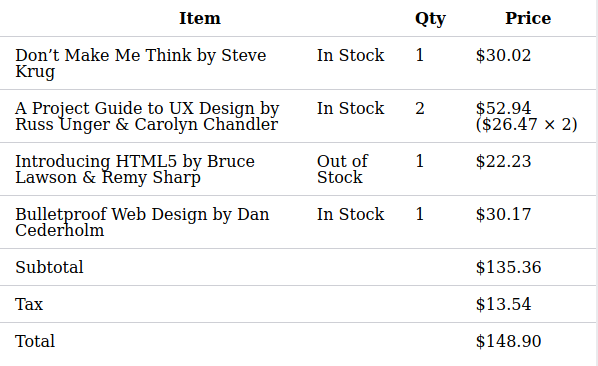 Item Qty Price
Don’t Make Me Think by Steve In Stock 1 $30.02
Krug
A Project Guide to UX Design by In Stock 2 $52.94
Russ Unger & Carolyn Chandler ($26.47 × 2)
Introducing HTML5 by Bruce Out of 1 $22.23
Lawson & Remy Sharp Stock
Bulletproof Web Design by Dan In Stock 1 $30.17
Cederholm
Subtotal $135.36
Tax $13.54
Total $148.90